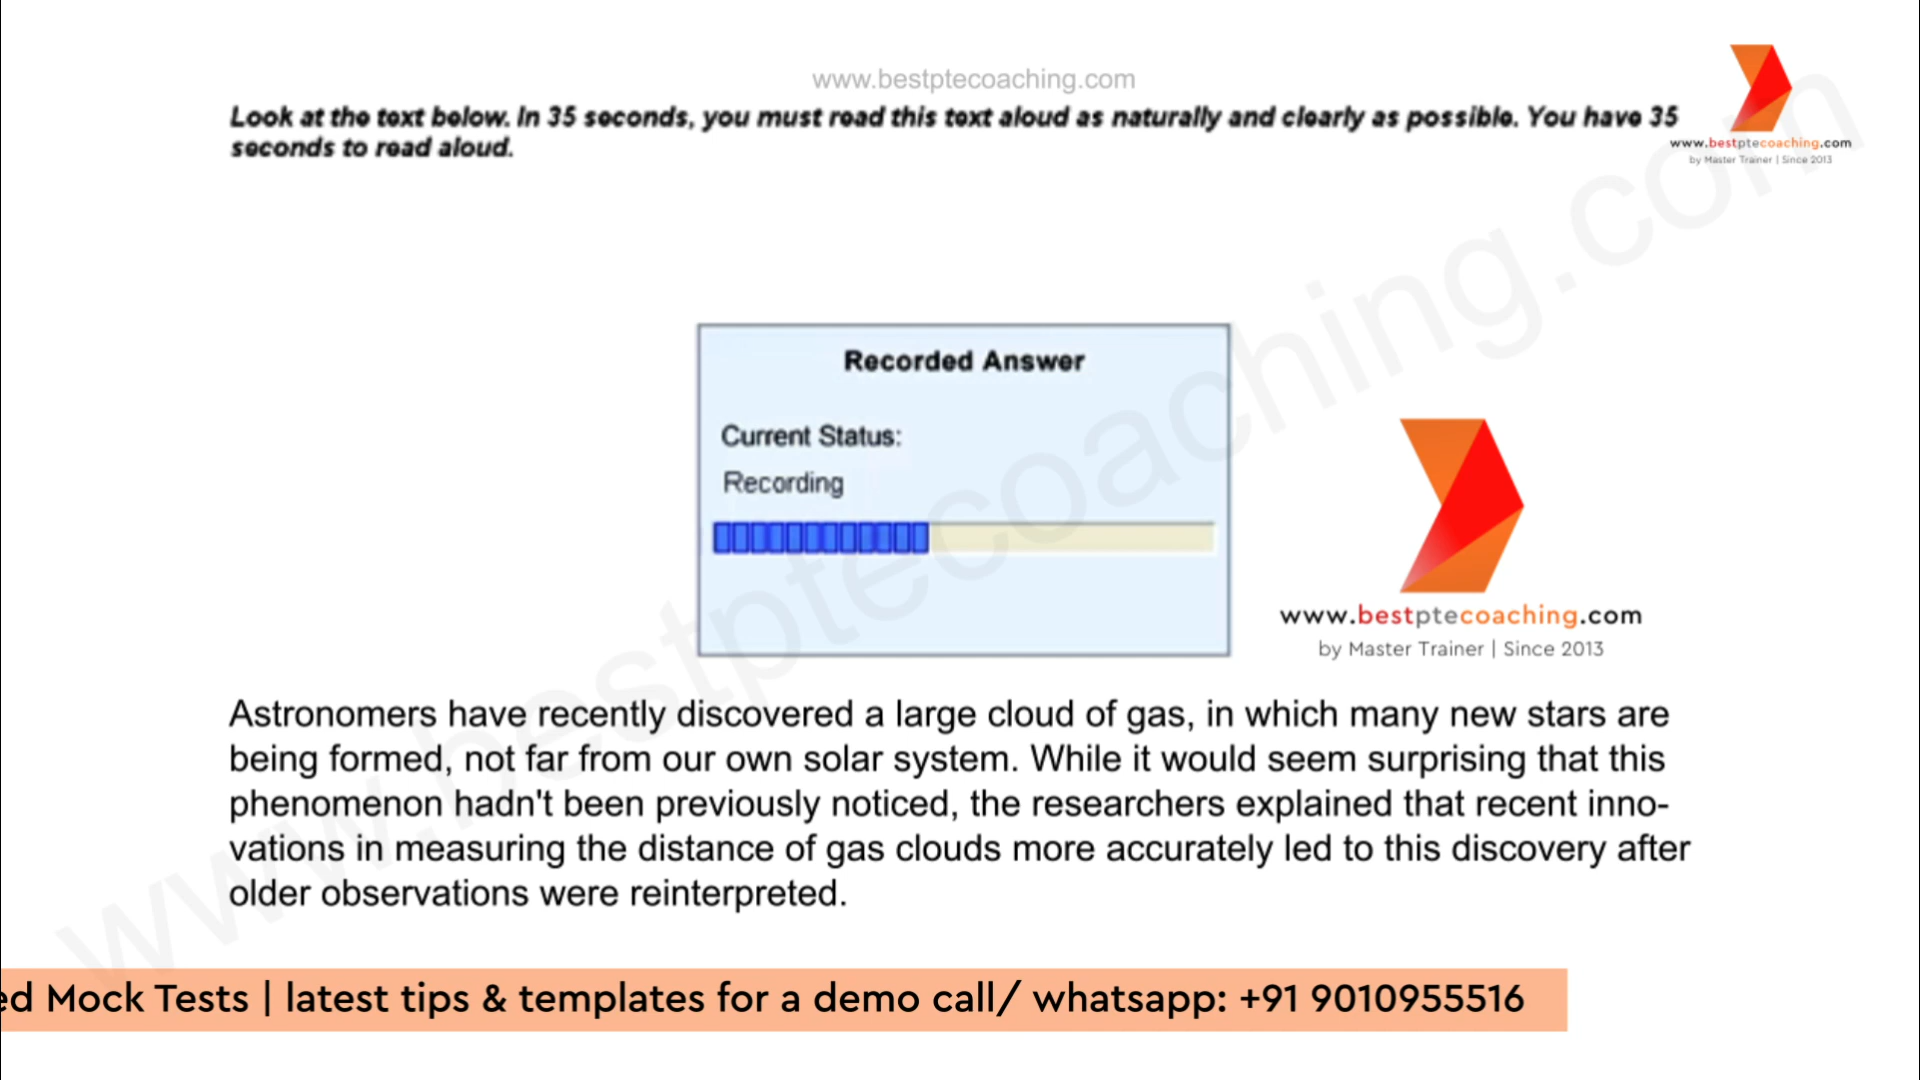 www.bestptecoaching.com
Look at the text below. In 35 seconds, you must read this text aloud as naturally and clearly as possible. You have 35
seconds to read aloud.
www.bestptecoaching.com
by Master Trainer | Since 2013
Recorded Answer
Current Status:
Recording
www.bestptecoaching.com
by Master Trainer | Since 2013
www.bestptecoaching.com
Astronomers have recently discovered a large cloud of gas, in which many new stars are
being formed, not far from our own solar system. While it would seem surprising that this
phenomenon hadn't been previously noticed, the researchers explained that recent inno-
vations in measuring the distance of gas clouds more accurately led to this discovery after
older observations were reinterpreted.
ed Mock Tests | latest tips & templates for a demo call/ whatsapp: +91 9010955516